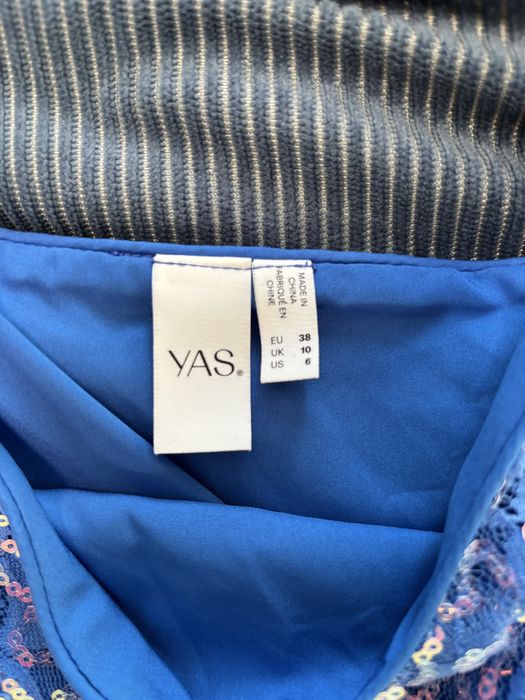 YAS®
MADE IN
CHINA
FABRIQUÉ EN
CHINE
EU 38
UK 10
US 6